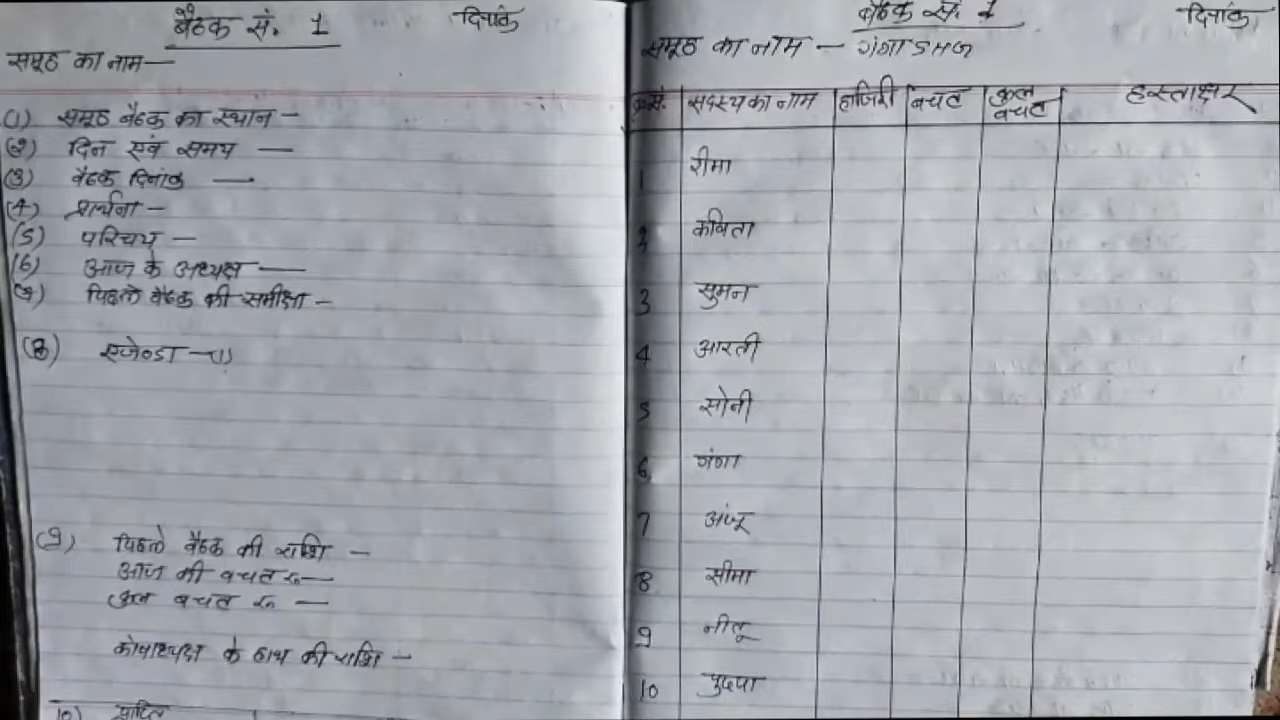 बैठक सं. 1 दिनांक
समूह का नाम —
(1) समूह बैठक का स्थान —
(2) दिन एवं समय —
(3) बैठक दिनांक —
(4) प्रार्थना —
(5) परिचय —
(6) आज के अध्यक्ष —
(7) पिछले बैठक की समीक्षा —
(8) एजेण्डा — (1)
(9) पिछले बैठक की राशि —
आज की बचत रु —
कुल बचत रु —
कोषाध्यक्ष के हाथ की राशि —
10) प्राप्ति
बैठक सं. 1 दिनांक
समूह का नाम — गंगा SHG
क्र.सं. सदस्य का नाम हाजिरी बचत कुल बचत हस्ताक्षर
1 रीमा
2 कविता
3 सुमन
4 आरती
5 सोनी
6 गंगा
7 अंजू
8 सीमा
9 नीलू
10 पुष्पा